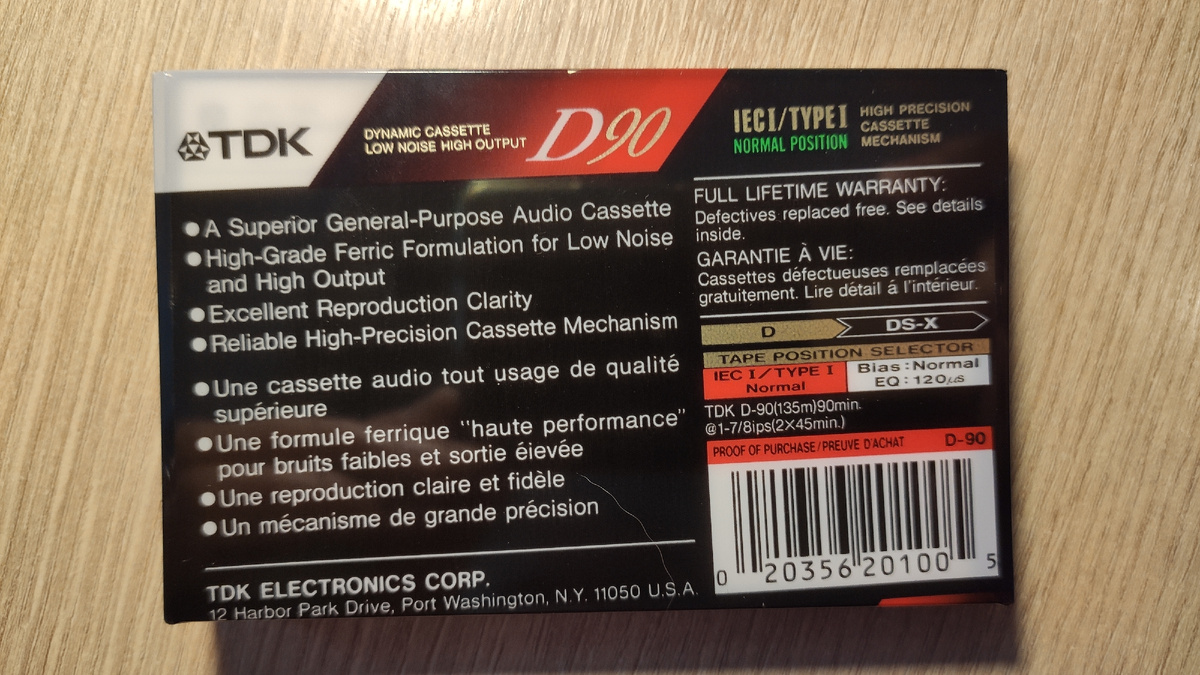 TDK
DYNAMIC CASSETTE
LOW NOISE HIGH OUTPUT
D90
IECI/TYPE I
NORMAL POSITION
HIGH PRECISION
CASSETTE
MECHANISM
●A Superior General-Purpose Audio Cassette
●High-Grade Ferric Formulation for Low Noise
and High Output
●Excellent Reproduction Clarity
●Reliable High-Precision Cassette Mechanism
●Une cassette audio tout usage de qualité
supérieure
●Une formule ferrique "haute performance"
pour bruits faibles et sortie éievée
●Une reproduction claire et fidèle
●Un mécanisme de grande précision
TDK ELECTRONICS CORP.
12 Harbor Park Drive, Port Washington, N.Y. 11050 U.S.A.
FULL LIFETIME WARRANTY:
Defectives replaced free. See details
inside.
GARANTIE À VIE:
Cassettes défectueuses remplacées
gratuitement. Lire détail á l'intérieur.
D DS-X
TAPE POSITION SELECTOR
IEC I/TYPE I
Normal
Bias:Normal
EQ:120µS
TDK D-90(135m)90min.
@1-7/8ips(2×45min.)
PROOF OF PURCHASE/PREUVE D'ACHAT D-90
0 20356 20100 5